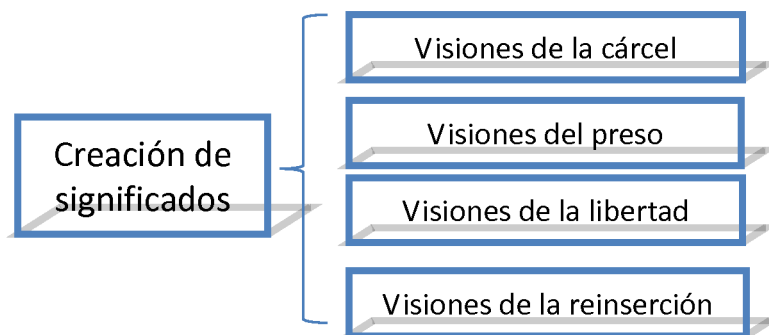 Creación de
significados
Visiones de la cárcel
Visiones del preso
Visiones de la libertad
Visiones de la reinserción